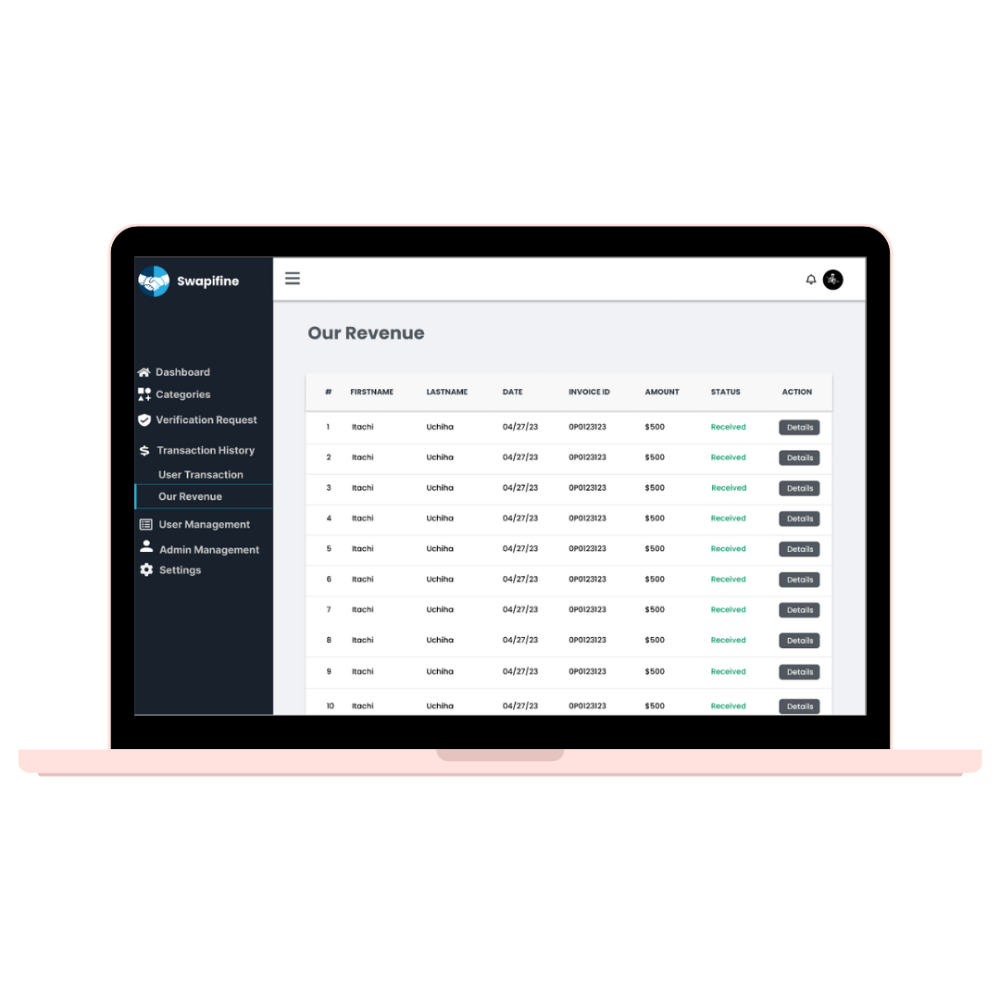 Swapifine
Dashboard
Categories
Verification Request
Transaction History
User Transaction
Our Revenue
User Management
Admin Management
Settings
Our Revenue
# FIRSTNAME LASTNAME DATE INVOICE ID AMOUNT STATUS ACTION
1 Itachi Uchiha 04/27/23 0P0123123 $500 Received Details
2 Itachi Uchiha 04/27/23 0P0123123 $500 Received Details
3 Itachi Uchiha 04/27/23 0P0123123 $500 Received Details
4 Itachi Uchiha 04/27/23 0P0123123 $500 Received Details
5 Itachi Uchiha 04/27/23 0P0123123 $500 Received Details
6 Itachi Uchiha 04/27/23 0P0123123 $500 Received Details
7 Itachi Uchiha 04/27/23 0P0123123 $500 Received Details
8 Itachi Uchiha 04/27/23 0P0123123 $500 Received Details
9 Itachi Uchiha 04/27/23 0P0123123 $500 Received Details
10 Itachi Uchiha 04/27/23 0P0123123 $500 Received Details